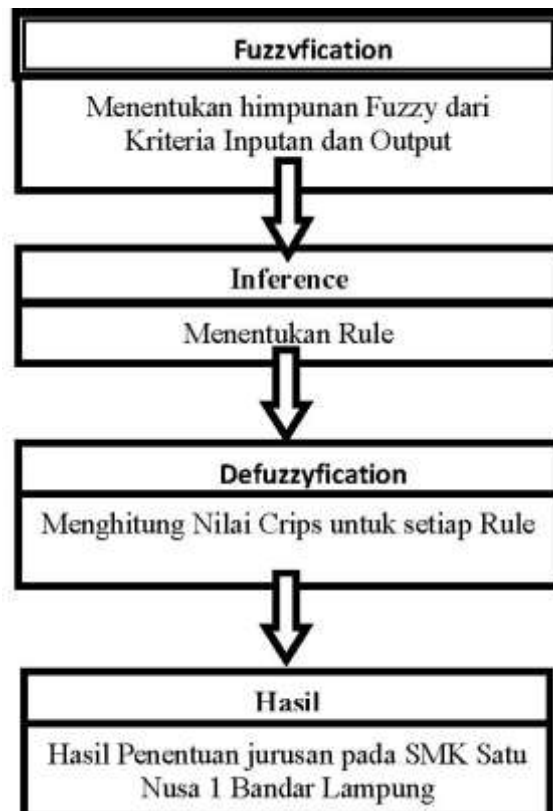 Fuzzyfication
Menentukan himpunan Fuzzy dari
Kriteria Inputan dan Output
Inference
Menentukan Rule
Defuzzyfication
Menghitung Nilai Crips untuk setiap Rule
Hasil
Hasil Penentuan jurusan pada SMK Satu
Nusa 1 Bandar Lampung